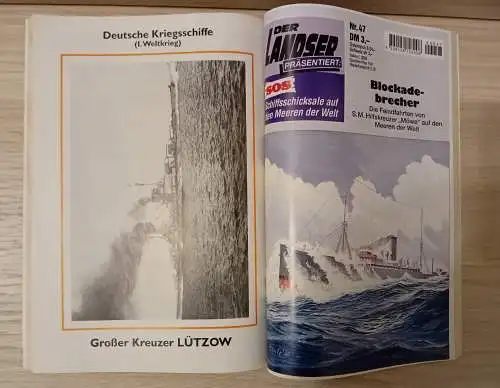 Deutsche Kriegsschiffe
(I. Weltkrieg)
Großer Kreuzer LÜTZOW
DER
LANDSER
PRÄSENTIERT:
SOS
Schiffsschicksale auf
den Meeren der Welt
Nr. 47
DM 3,–
Blockade-
brecher
Die Feindfahrten von
S.M. Hilfskreuzer „Möwe“ auf den
Meeren der Welt